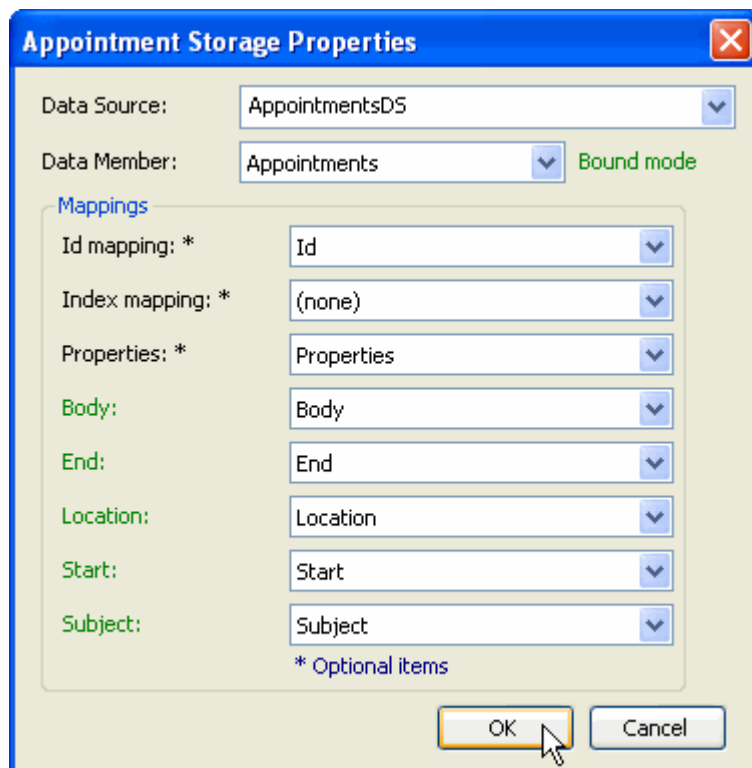 Appointment Storage Properties
Data Source: AppointmentsDS
Data Member: Appointments Bound mode
Mappings
Id mapping: * Id
Index mapping: * (none)
Properties: * Properties
Body: Body
End: End
Location: Location
Start: Start
Subject: Subject
* Optional items
OK Cancel